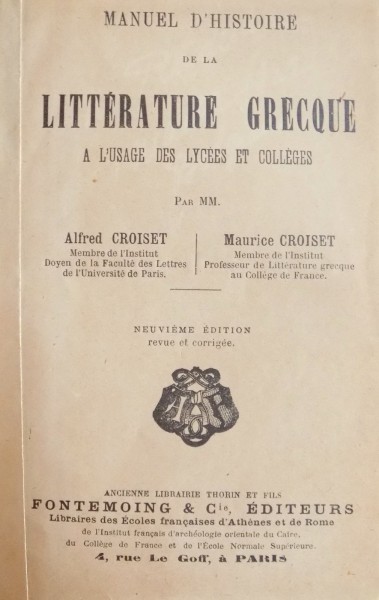 MANUEL D'HISTOIRE
DE LA
LITTÉRATURE GRECQUE
A L'USAGE DES LYCÉES ET COLLÈGES
PAR MM.
Alfred CROISET
Membre de l'Institut
Doyen de la Faculté des Lettres
de l'Université de Paris.
Maurice CROISET
Membre de l'Institut
Professeur de Littérature grecque
au Collège de France.
NEUVIÈME ÉDITION
revue et corrigée.
ANCIENNE LIBRAIRIE THORIN ET FILS
FONTEMOING & Cie, ÉDITEURS
Libraires des Écoles françaises d'Athènes et de Rome
de l'Institut français d'archéologie orientale du Caire,
du Collège de France et de l'École Normale Supérieure.
4, rue Le Goff, à PARIS